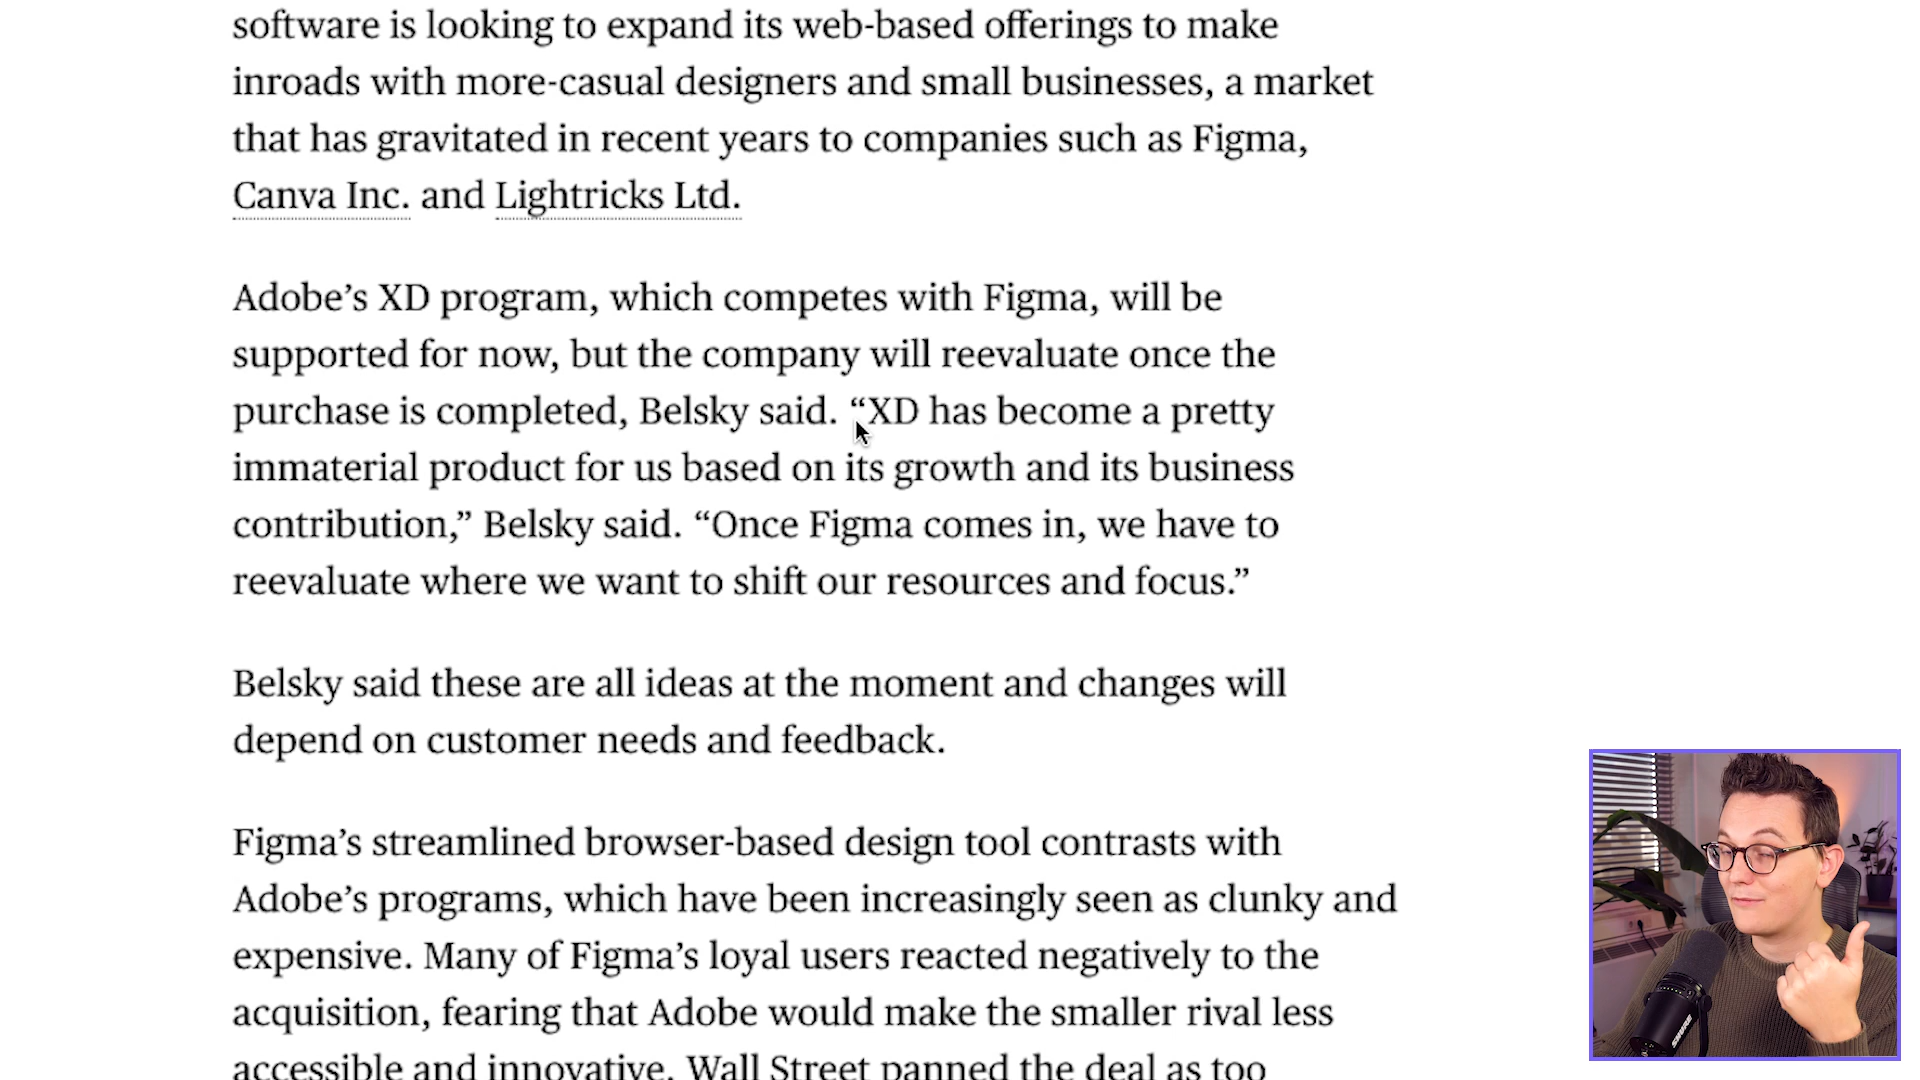 software is looking to expand its web-based offerings to make
inroads with more-casual designers and small businesses, a market
that has gravitated in recent years to companies such as Figma,
Canva Inc. and Lightricks Ltd.
Adobe’s XD program, which competes with Figma, will be
supported for now, but the company will reevaluate once the
purchase is completed, Belsky said. “XD has become a pretty
immaterial product for us based on its growth and its business
contribution,” Belsky said. “Once Figma comes in, we have to
reevaluate where we want to shift our resources and focus.”
Belsky said these are all ideas at the moment and changes will
depend on customer needs and feedback.
Figma’s streamlined browser-based design tool contrasts with
Adobe’s programs, which have been increasingly seen as clunky and
expensive. Many of Figma’s loyal users reacted negatively to the
acquisition, fearing that Adobe would make the smaller rival less
accessible and innovative. Wall Street panned the deal as too
SHURE